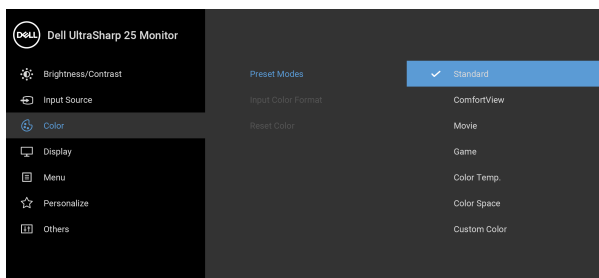 DELL
Dell UltraSharp 25 Monitor
Brightness/Contrast
Input Source
Color
Display
Menu
Personalize
Others
Preset Modes
Input Color Format
Reset Color
Standard
ComfortView
Movie
Game
Color Temp.
Color Space
Custom Color